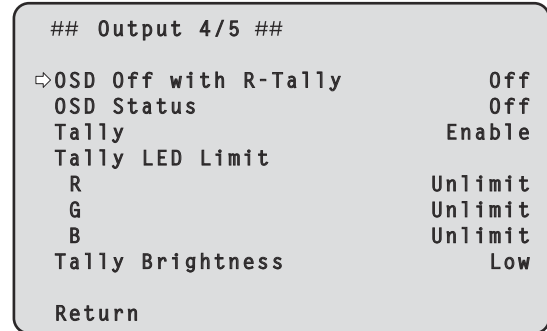 ## Output 4/5 ##
⇨OSD Off with R-Tally Off
OSD Status Off
Tally Enable
Tally LED Limit
R Unlimit
G Unlimit
B Unlimit
Tally Brightness Low
Return